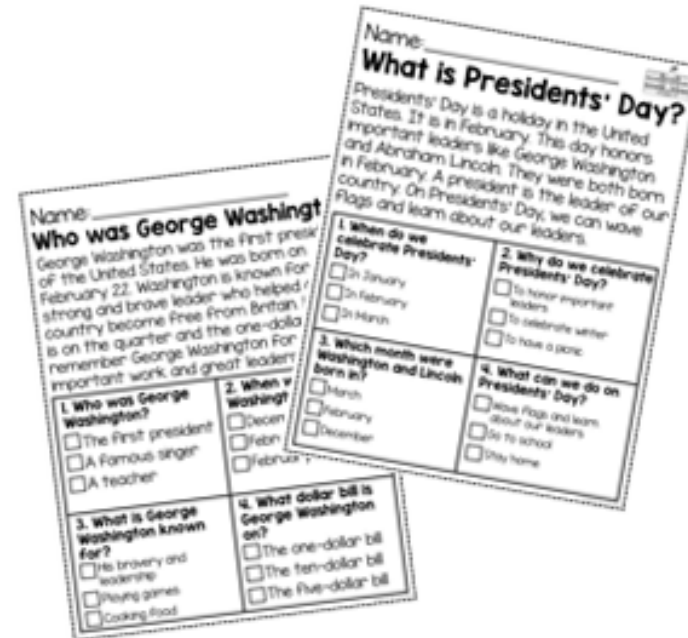 Name:
What is Presidents' Day?
Presidents' Day is a holiday in the United
States. It is in February. This day honors
important leaders like George Washington
and Abraham Lincoln. They were both born
in February. A president is the leader of our
country. On Presidents' Day, we can wave
flags and learn about our leaders.
1. When do we
celebrate Presidents'
Day?
In January
In February
In March
2. Why do we celebrate
Presidents' Day?
To honor important
leaders
To celebrate winter
To have a picnic
3. Which month were
Washington and Lincoln
born in?
March
February
December
4. What can we do on
Presidents' Day?
Wave flags and learn
about our leaders
Go to school
Stay home
Name:
Who was George Washingt
George Washington was the first presi
of the United States. He was born on
February 22. Washington is known for
strong and brave leader who helped
country become free from Britain.
is on the quarter and the one-dolla
remember George Washington for
important work and great leader
1. Who was George
Washington?
The first president
A famous singer
A teacher
2. When w
Washingt
Decem
Febr
Februar
3. What is George
Washington known
for?
His bravery and
leadership
Playing games
Cooking food
4. What dollar bill is
George Washington
on?
The one-dollar bill
The ten-dollar bill
The five-dollar bill